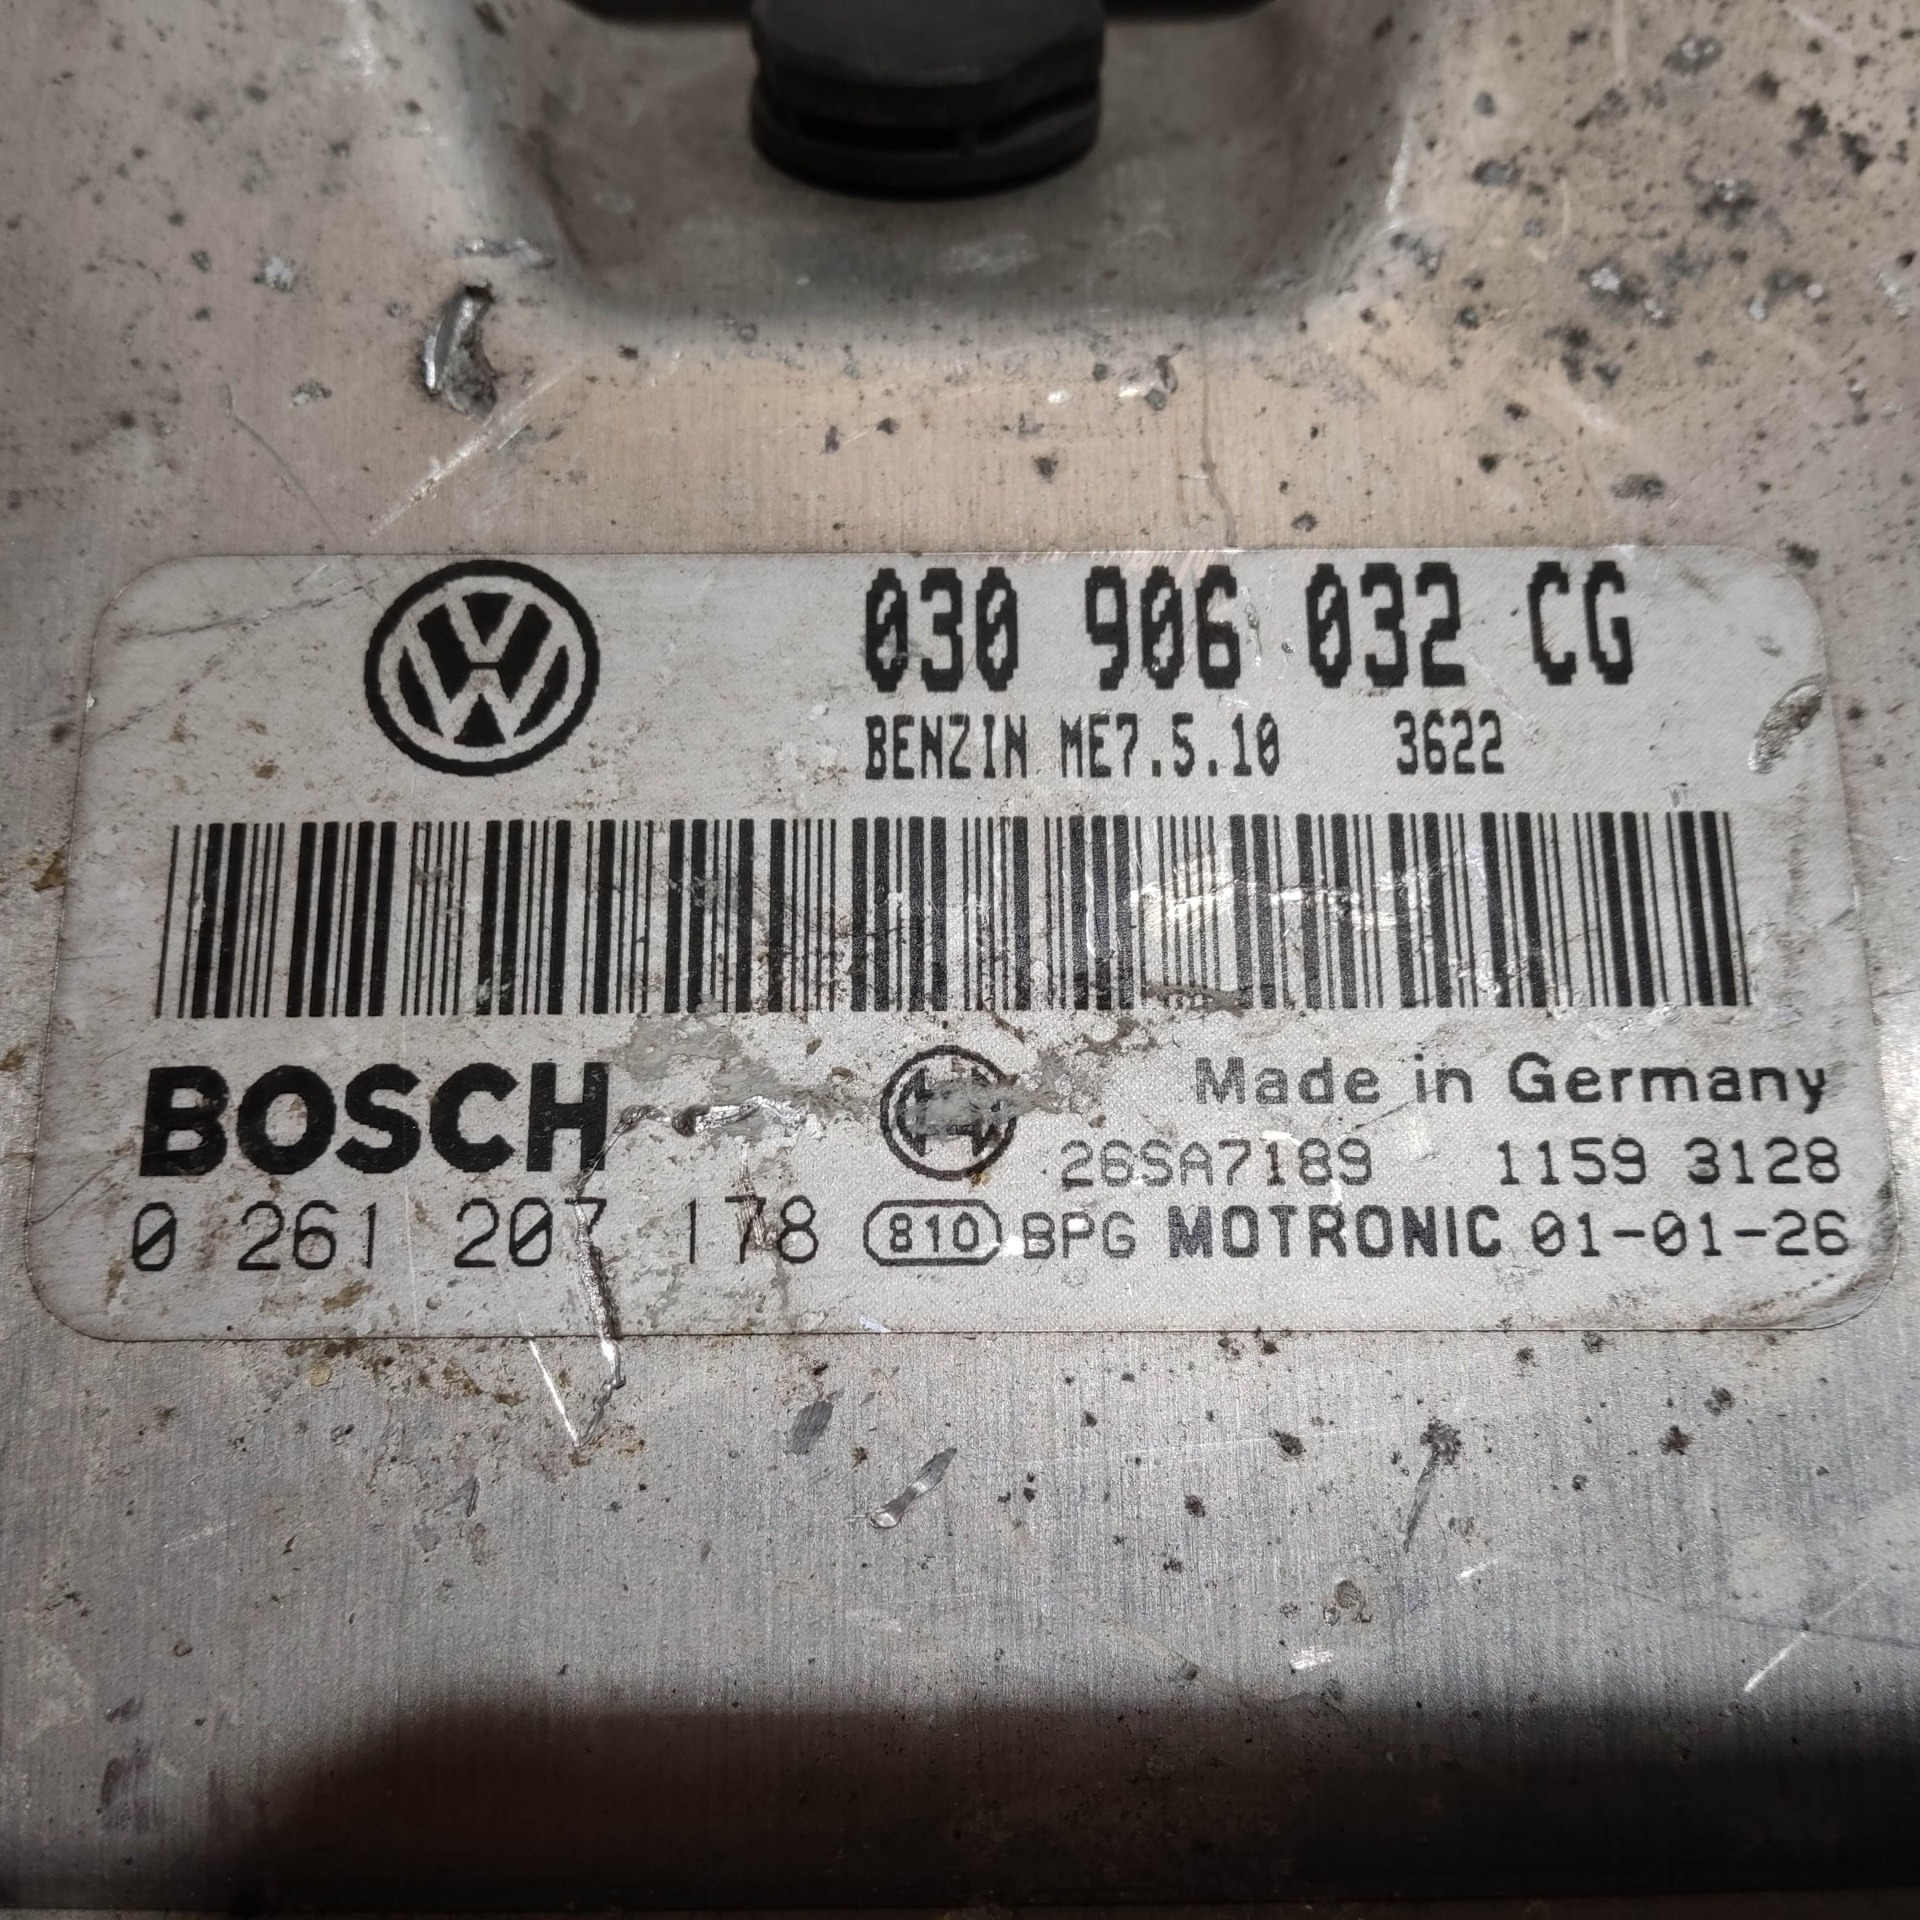 030 906 032 CG
BENZIN ME7.5.10 3622
BOSCH Made in Germany
26SA7189 1159 3128
0 261 207 178 810 BPG MOTRONIC 01-01-26